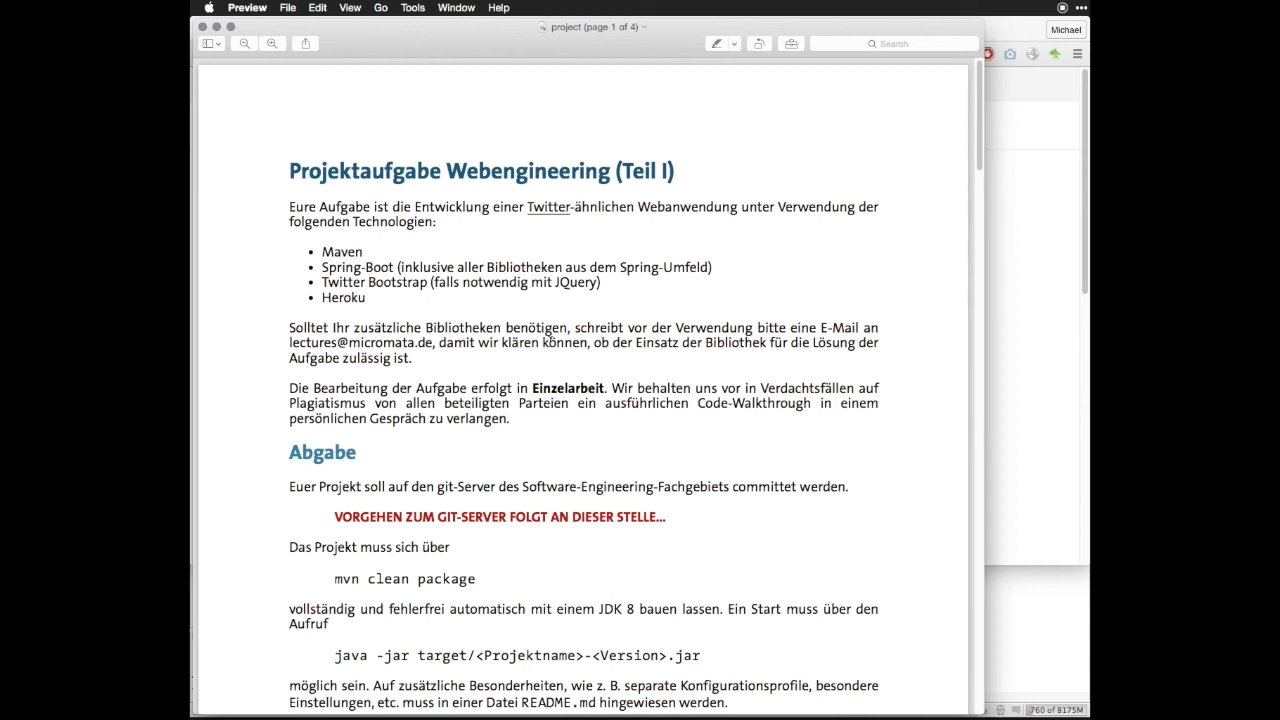 Preview File Edit View Go Tools Window Help
project (page 1 of 4)
Michael
Search
Projektaufgabe Webengineering (Teil I)
Eure Aufgabe ist die Entwicklung einer Twitter-ähnlichen Webanwendung unter Verwendung der
folgenden Technologien:
• Maven
• Spring-Boot (inklusive aller Bibliotheken aus dem Spring-Umfeld)
• Twitter Bootstrap (falls notwendig mit JQuery)
• Heroku
Solltet Ihr zusätzliche Bibliotheken benötigen, schreibt vor der Verwendung bitte eine E-Mail an
lectures@micromata.de, damit wir klären können, ob der Einsatz der Bibliothek für die Lösung der
Aufgabe zulässig ist.
Die Bearbeitung der Aufgabe erfolgt in Einzelarbeit. Wir behalten uns vor in Verdachtsfällen auf
Plagiatismus von allen beteiligten Parteien ein ausführlichen Code-Walkthrough in einem
persönlichen Gespräch zu verlangen.
Abgabe
Euer Projekt soll auf den git-Server des Software-Engineering-Fachgebiets committet werden.
VORGEHEN ZUM GIT-SERVER FOLGT AN DIESER STELLE...
Das Projekt muss sich über
mvn clean package
vollständig und fehlerfrei automatisch mit einem JDK 8 bauen lassen. Ein Start muss über den
Aufruf
java -jar target/<Projektname>-<Version>.jar
möglich sein. Auf zusätzliche Besonderheiten, wie z. B. separate Konfigurationsprofile, besondere
Einstellungen, etc. muss in einer Datei README.md hingewiesen werden.
760 of 8175M